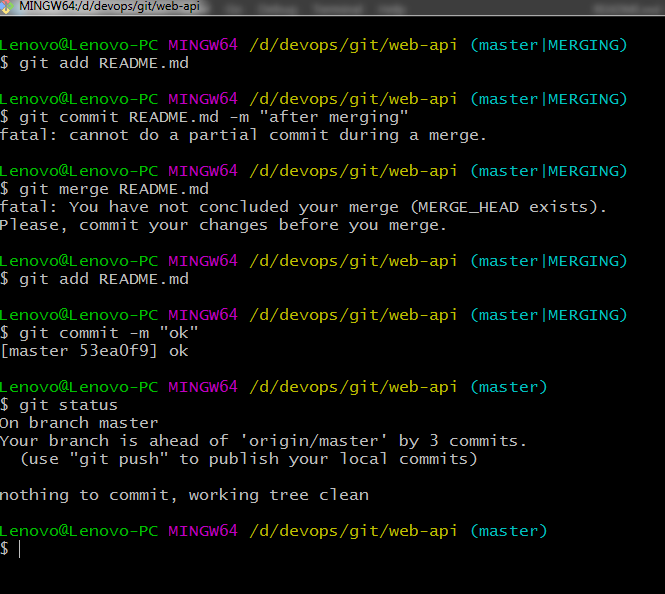 MINGW64:/d/devops/git/web-api
Lenovo@Lenovo-PC MINGW64 /d/devops/git/web-api (master|MERGING)
$ git add README.md
Lenovo@Lenovo-PC MINGW64 /d/devops/git/web-api (master|MERGING)
$ git commit README.md -m "after merging"
fatal: cannot do a partial commit during a merge.
Lenovo@Lenovo-PC MINGW64 /d/devops/git/web-api (master|MERGING)
$ git merge README.md
fatal: You have not concluded your merge (MERGE_HEAD exists).
Please, commit your changes before you merge.
Lenovo@Lenovo-PC MINGW64 /d/devops/git/web-api (master|MERGING)
$ git add README.md
Lenovo@Lenovo-PC MINGW64 /d/devops/git/web-api (master|MERGING)
$ git commit -m "ok"
[master 53ea0f9] ok
Lenovo@Lenovo-PC MINGW64 /d/devops/git/web-api (master)
$ git status
On branch master
Your branch is ahead of 'origin/master' by 3 commits.
  (use "git push" to publish your local commits)
nothing to commit, working tree clean
Lenovo@Lenovo-PC MINGW64 /d/devops/git/web-api (master)
$